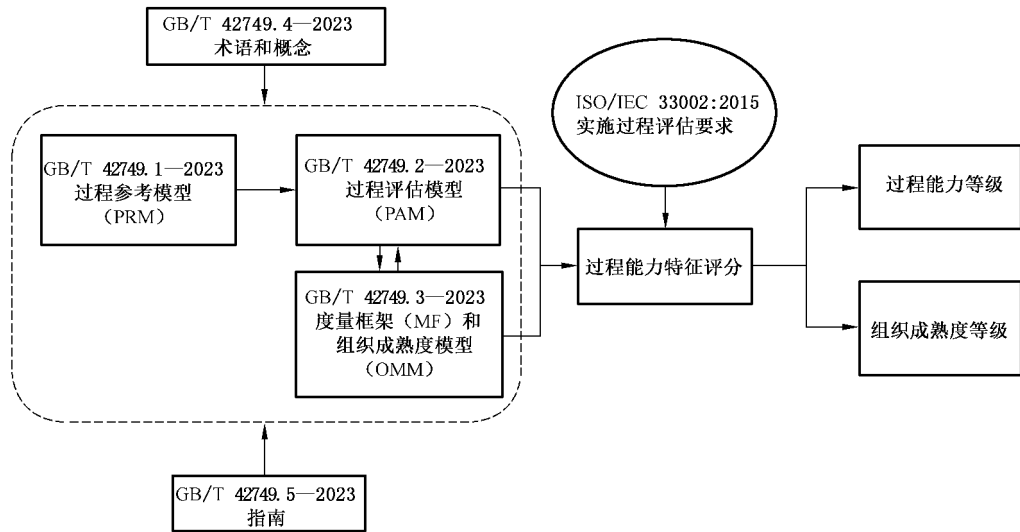 GB/T 42749.4—2023
术语和概念
ISO/IEC 33002:2015
实施过程评估要求
GB/T 42749.1—2023
过程参考模型
（PRM）
GB/T 42749.2—2023
过程评估模型
（PAM）
过程能力等级
过程能力特征评分
GB/T 42749.3—2023
度量框架（MF）和
组织成熟度模型
（OMM）
组织成熟度等级
GB/T 42749.5—2023
指南